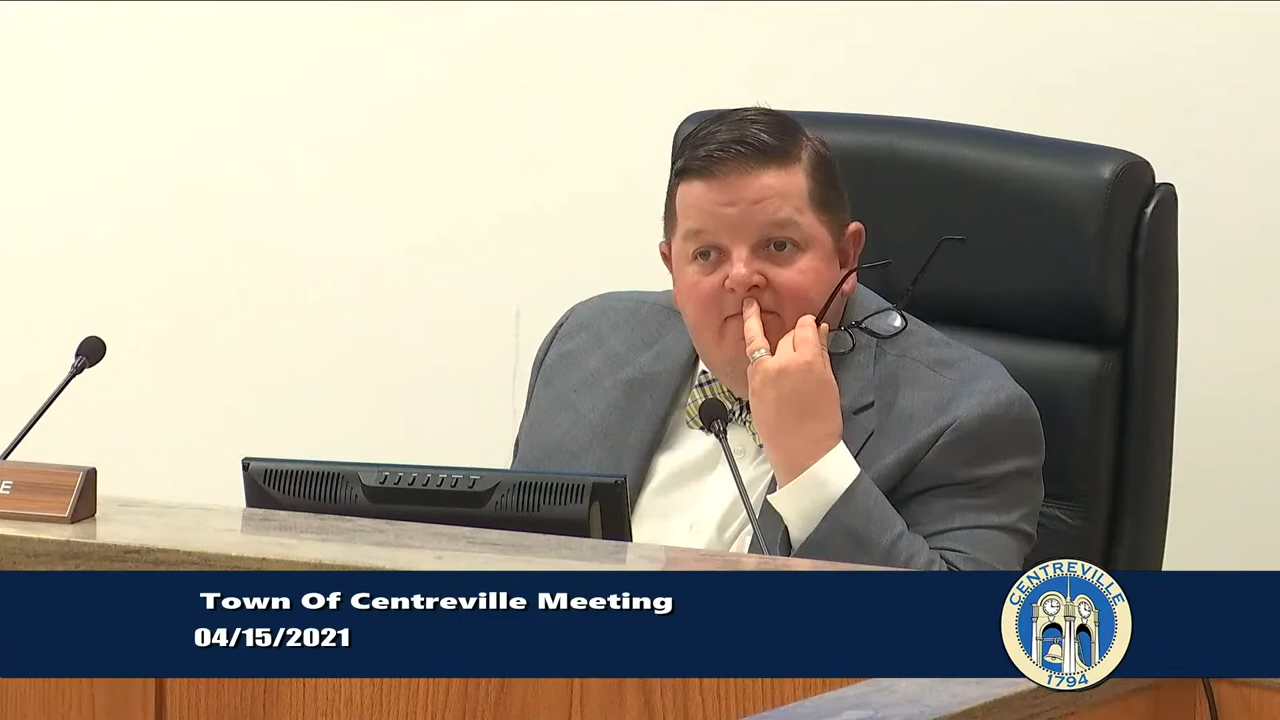 E
Town Of Centreville Meeting
04/15/2021
CENTREVILLE
1794